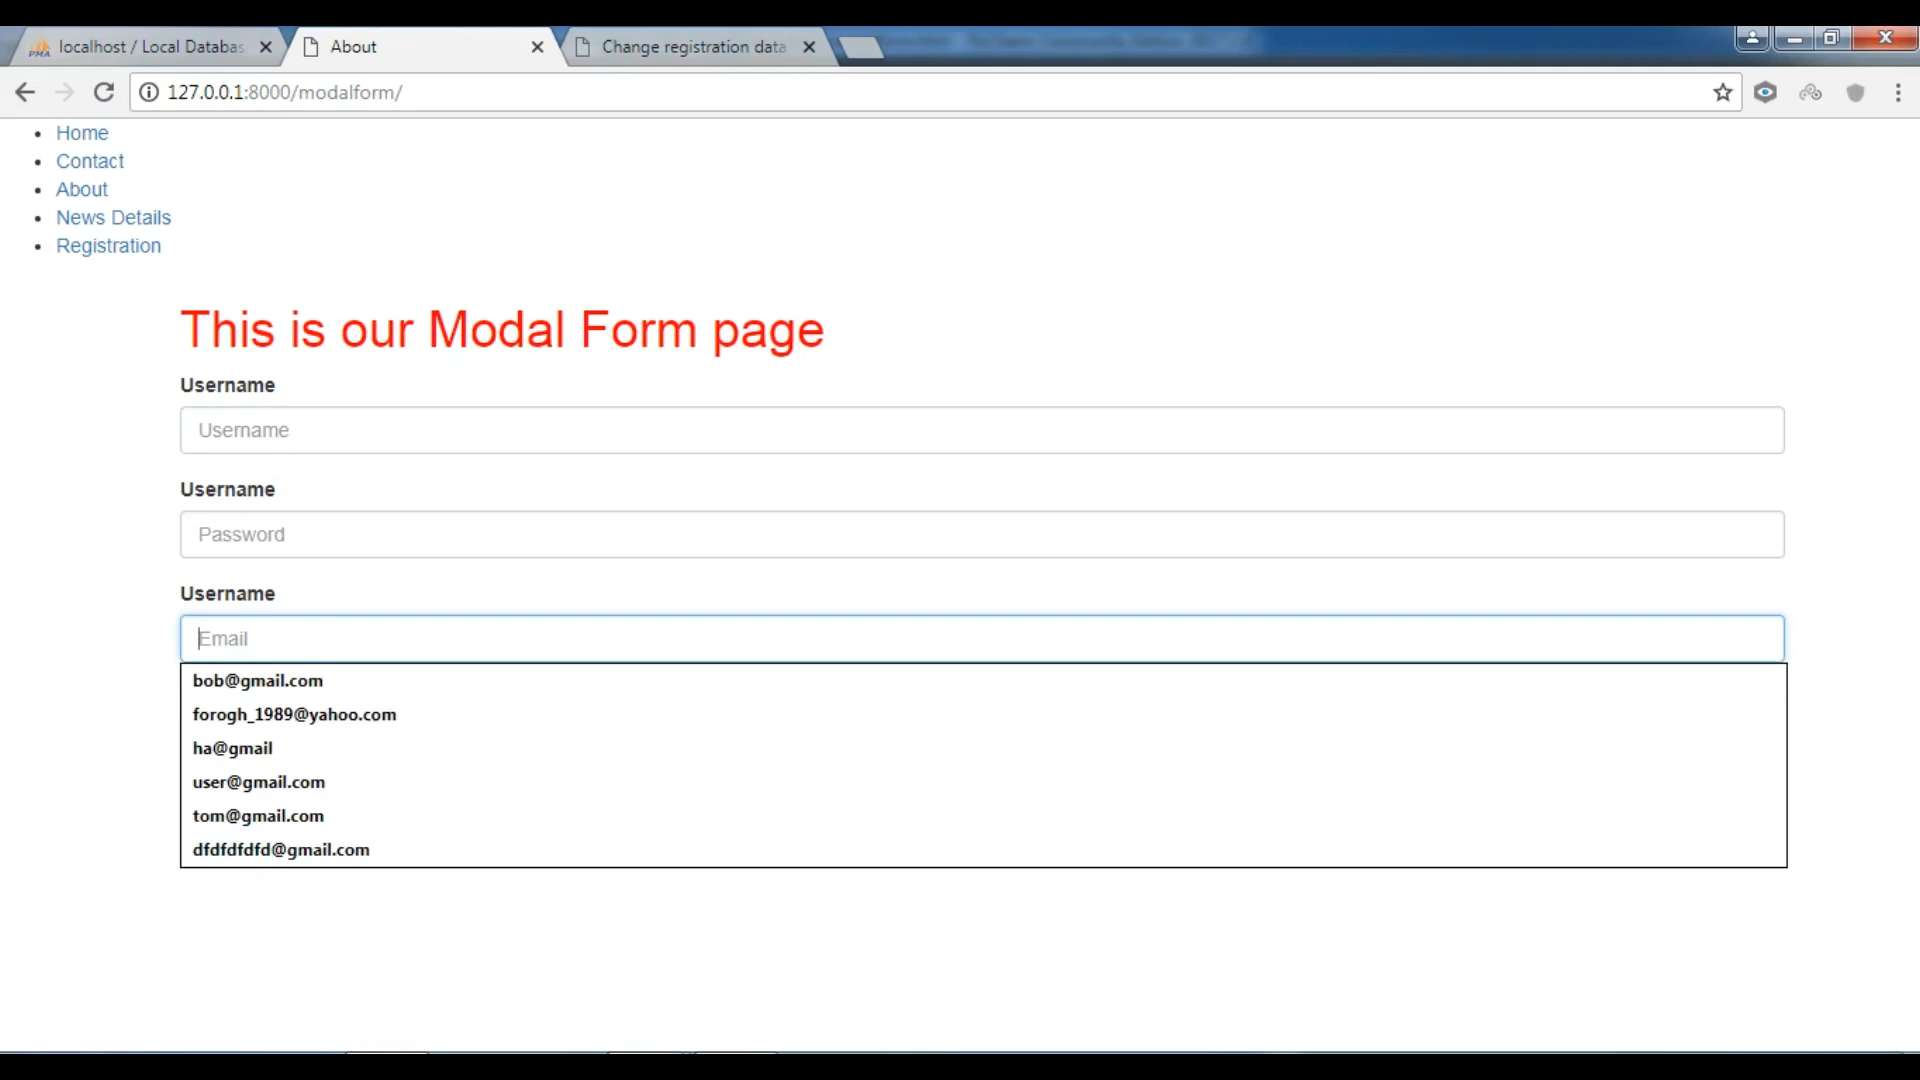 PMA localhost / Local Databas
About
Change registration data
127.0.0.1:8000/modalform/
Home
Contact
About
News Details
Registration
This is our Modal Form page
Username
Username
Username
Password
Username
Email
bob@gmail.com
forogh_1989@yahoo.com
ha@gmail
user@gmail.com
tom@gmail.com
dfdfdfdfd@gmail.com